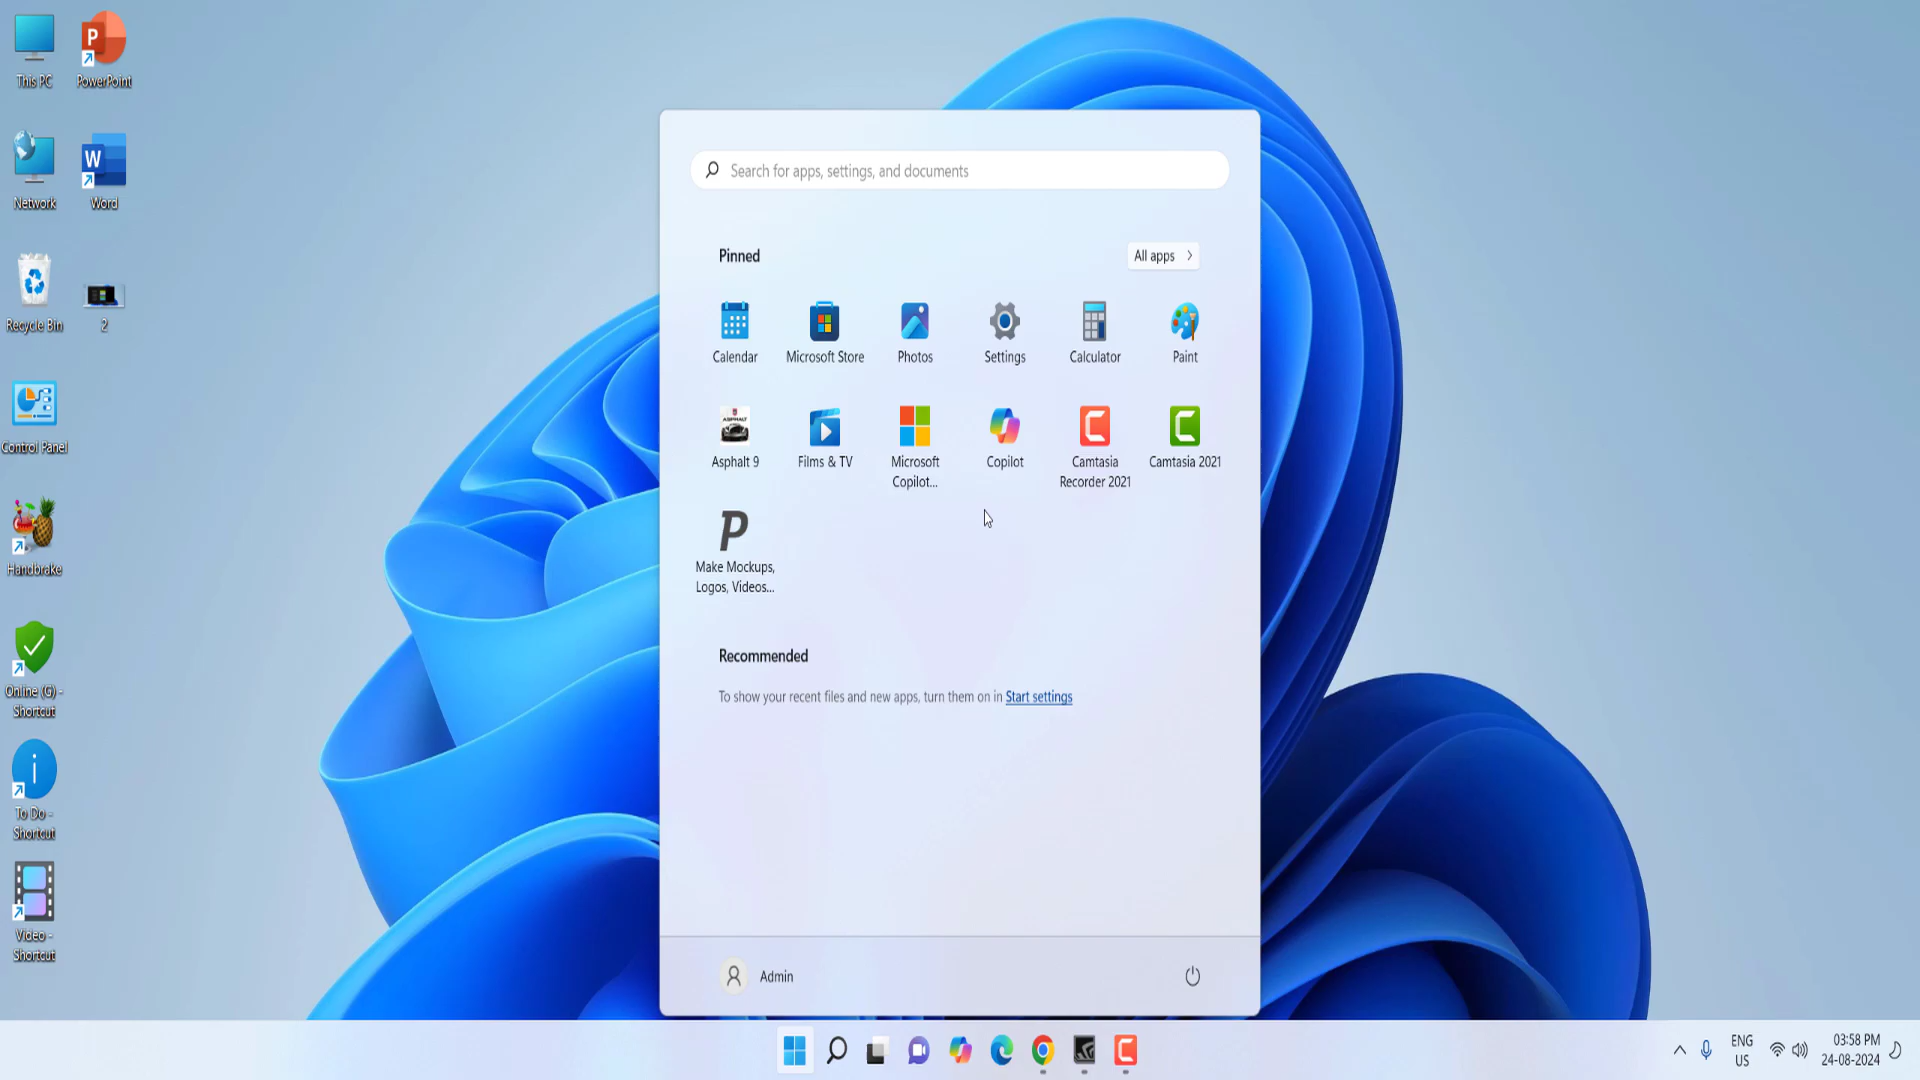 This PC
PowerPoint
Network
Word
Recycle Bin
2
Control Panel
Handbrake
Online (G) -
Shortcut
To Do -
Shortcut
Video -
Shortcut
Search for apps, settings, and documents
Pinned
All apps
Calendar
Microsoft Store
Photos
Settings
Calculator
Paint
ASPHALT
Asphalt 9
Films & TV
Microsoft
Copilot...
Copilot
Camtasia
Recorder 2021
Camtasia 2021
Make Mockups,
Logos, Videos...
Recommended
To show your recent files and new apps, turn them on in Start settings
Admin
ENG
US
03:58 PM
24-08-2024